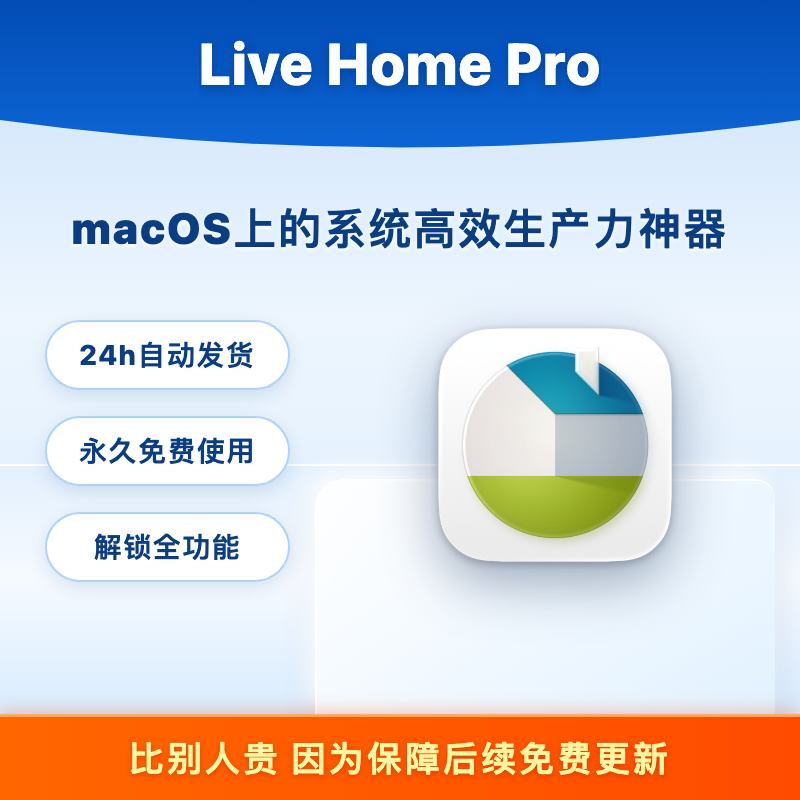 Live Home Pro
macOS上的系统高效生产力神器
24h自动发货
永久免费使用
解锁全功能
比别人贵 因为保障后续免费更新